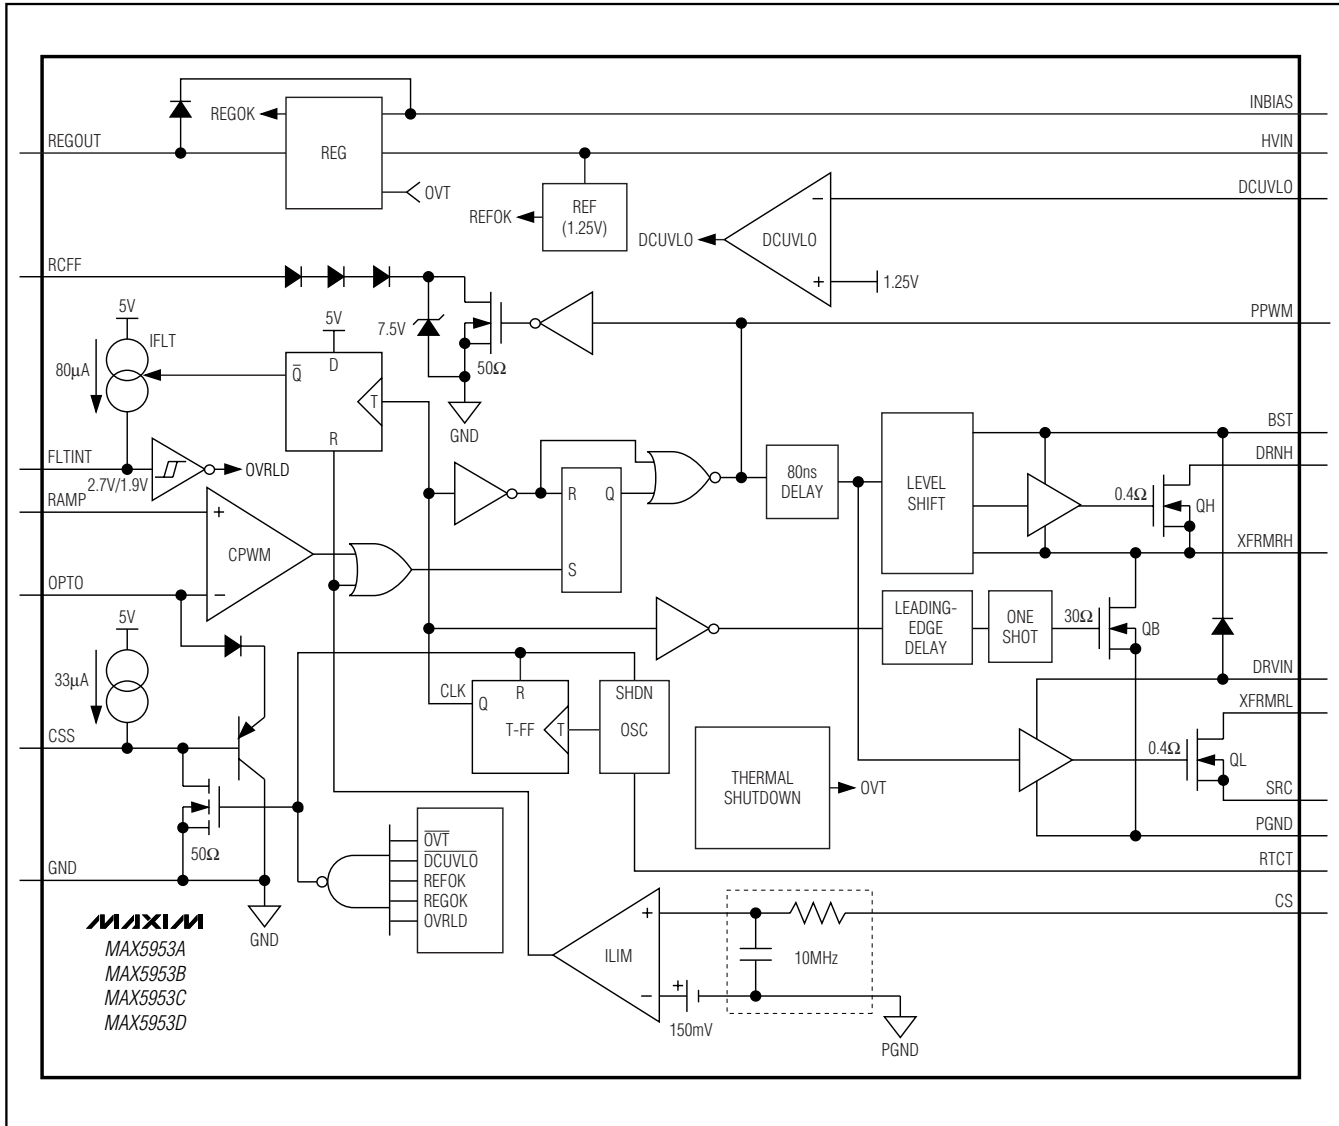 INBIAS
REGOK
REGOUT
REG
HVIN
OVT
DCUVLO
REF
(1.25V)
REFOK
DCUVLO
DCUVLO
−
+
1.25V
RCFF
5V
5V
7.5V
50Ω
PPWM
IFLT
80µA
Q̅
D
T
R
GND
BST
FLTINT
2.7V/1.9V
OVRLD
DRNH
RAMP
+
CPWM
−
R
Q
S
80ns
DELAY
LEVEL
SHIFT
0.4Ω
QH
XFRMRH
OPTO
5V
33µA
LEADING-
EDGE
DELAY
ONE
SHOT
30Ω
QB
DRVIN
CLK
Q
R
T-FF
T
SHDN
OSC
XFRMRL
CSS
THERMAL
SHUTDOWN
OVT
0.4Ω
QL
SRC
PGND
50Ω
O̅V̅T̅
D̅C̅U̅V̅L̅O̅
REFOK
REGOK
OVRLD
GND
RTCT
CS
GND
MAXIM
MAX5953A
MAX5953B
MAX5953C
MAX5953D
+
ILIM
−
+
150mV
10MHz
PGND